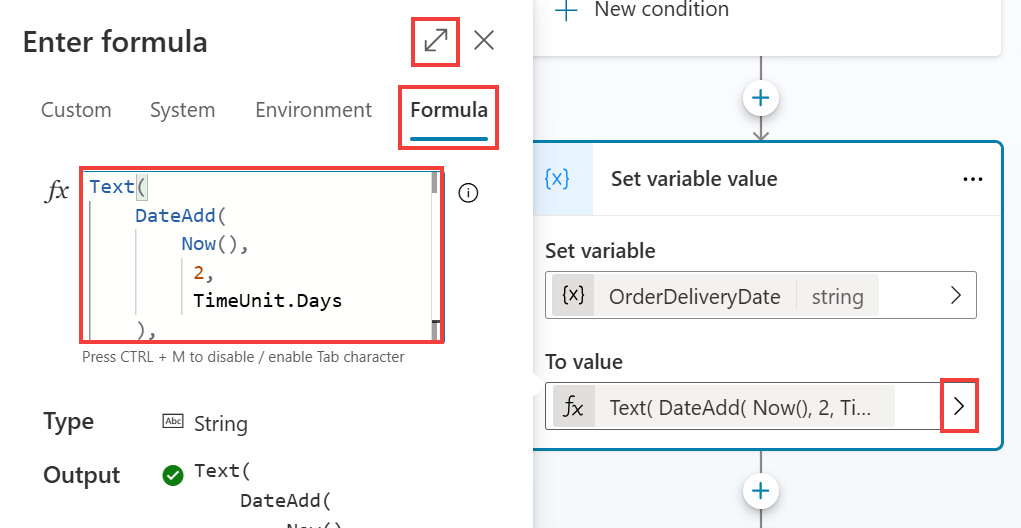 Enter formula
Custom System Environment Formula
fx
Text(
DateAdd(
Now(),
2,
TimeUnit.Days
),
Press CTRL + M to disable / enable Tab character
Type
Abc String
Output
Text(
DateAdd(
Now()
New condition
{x} Set variable value
Set variable
{x} OrderDeliveryDate string
To value
fx Text( DateAdd( Now(), 2, Ti...